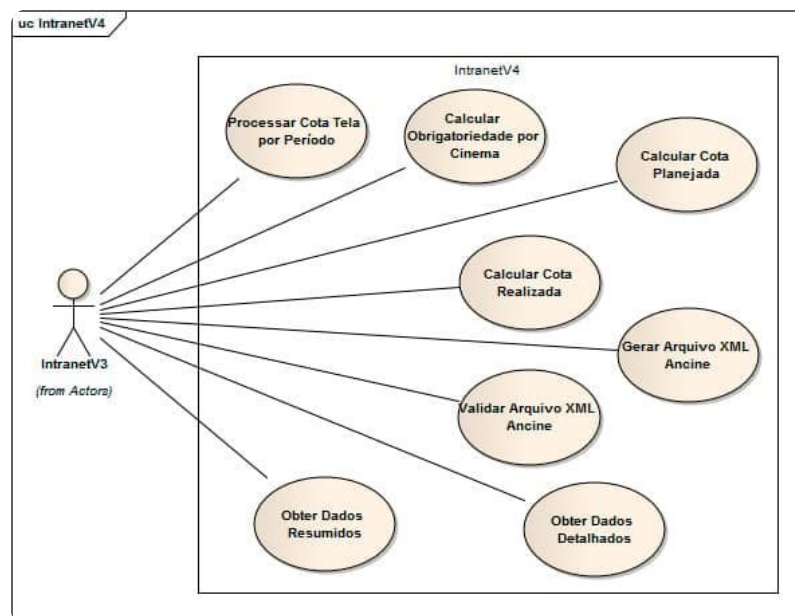 uc IntranetV4
IntranetV4
Processar Cota Tela
por Período
Calcular
Obrigatoriedade por
Cinema
Calcular Cota
Planejada
Calcular Cota
Realizada
IntranetV3
(from Actors)
Gerar Arquivo XML
Ancine
Validar Arquivo XML
Ancine
Obter Dados
Resumidos
Obter Dados
Detalhados